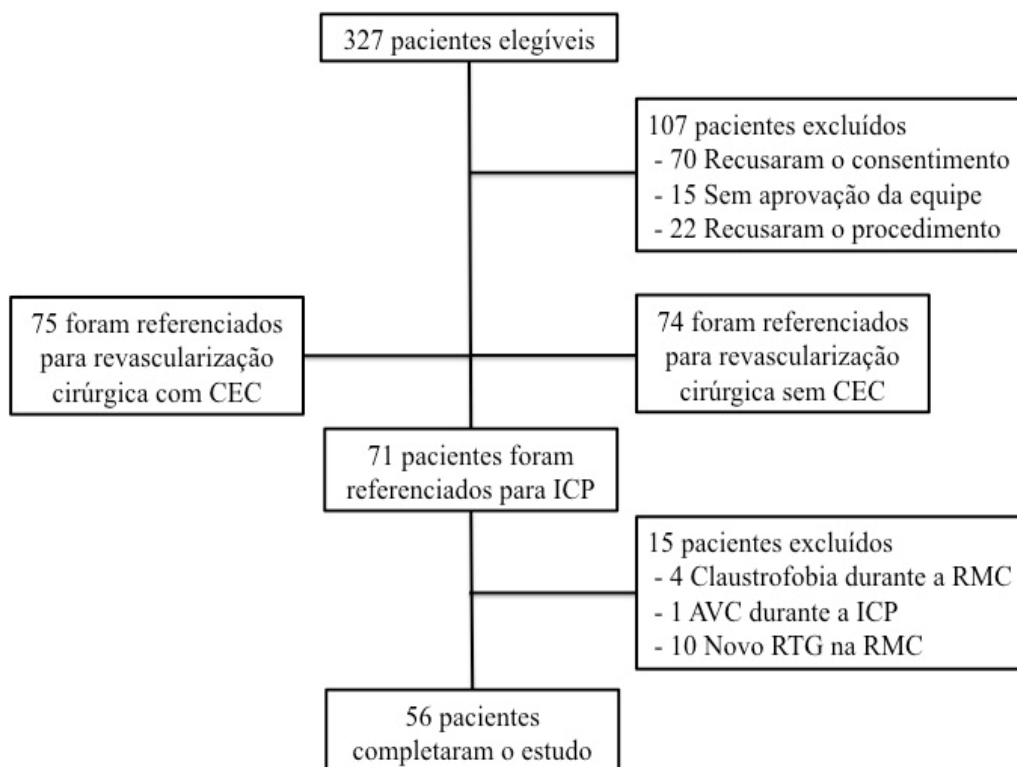 327 pacientes elegíveis
107 pacientes excluídos
- 70 Recusaram o consentimento
- 15 Sem aprovação da equipe
- 22 Recusaram o procedimento
75 foram referenciados
para revascularização
cirúrgica com CEC
74 foram referenciados
para revascularização
cirúrgica sem CEC
71 pacientes foram
referenciados para ICP
15 pacientes excluídos
- 4 Claustrofobia durante a RMC
- 1 AVC durante a ICP
- 10 Novo RTG na RMC
56 pacientes
completaram o estudo